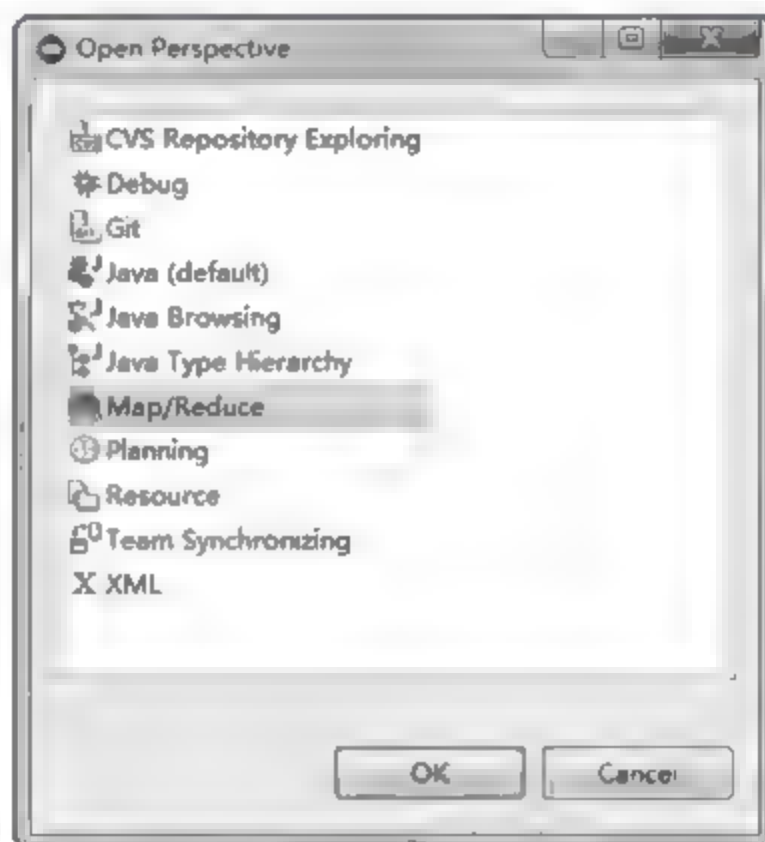 Open Perspective
CVS Repository Exploring
Debug
Git
Java (default)
Java Browsing
Java Type Hierarchy
Map/Reduce
Planning
Resource
Team Synchronizing
XML
OK
Cancel